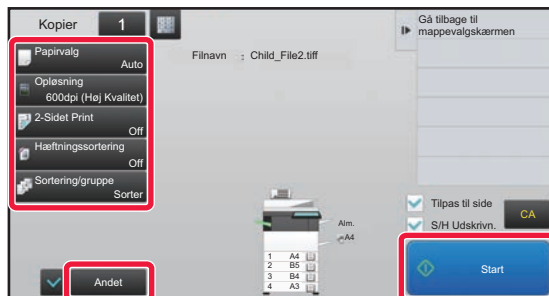 Kopier 1
Papirvalg
Auto
Opløsning
600dpi (Høj Kvalitet)
2-Sidet Print
Off
Hæftningssortering
Off
Sortering/gruppe
Sorter
Andet
Filnavn : Child_File2.tiff
Alm.
A4
1 A4
2 B5
3 B4
4 A3
Gå tilbage til
mappevalgskærmen
Tilpas til side
S/H Udskrivn.
CA
Start